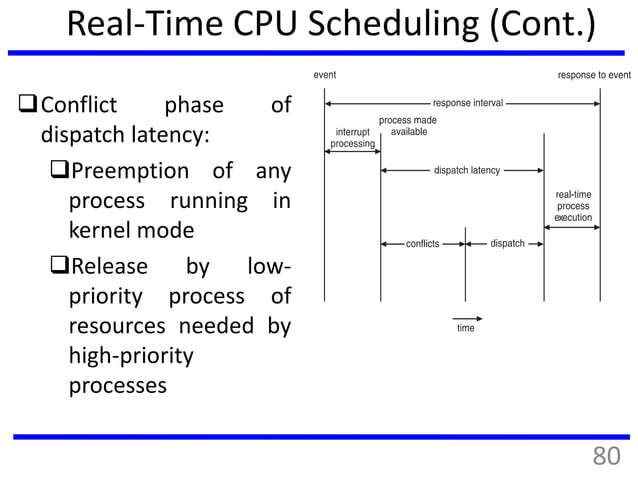 Real-Time CPU Scheduling (Cont.)
❑Conflict phase of
dispatch latency:
❑Preemption of any
process running in
kernel mode
❑Release by low-
priority process of
resources needed by
high-priority
processes
event
response to event
response interval
process made
available
interrupt
processing
dispatch latency
real-time
process
execution
conflicts
dispatch
time
80